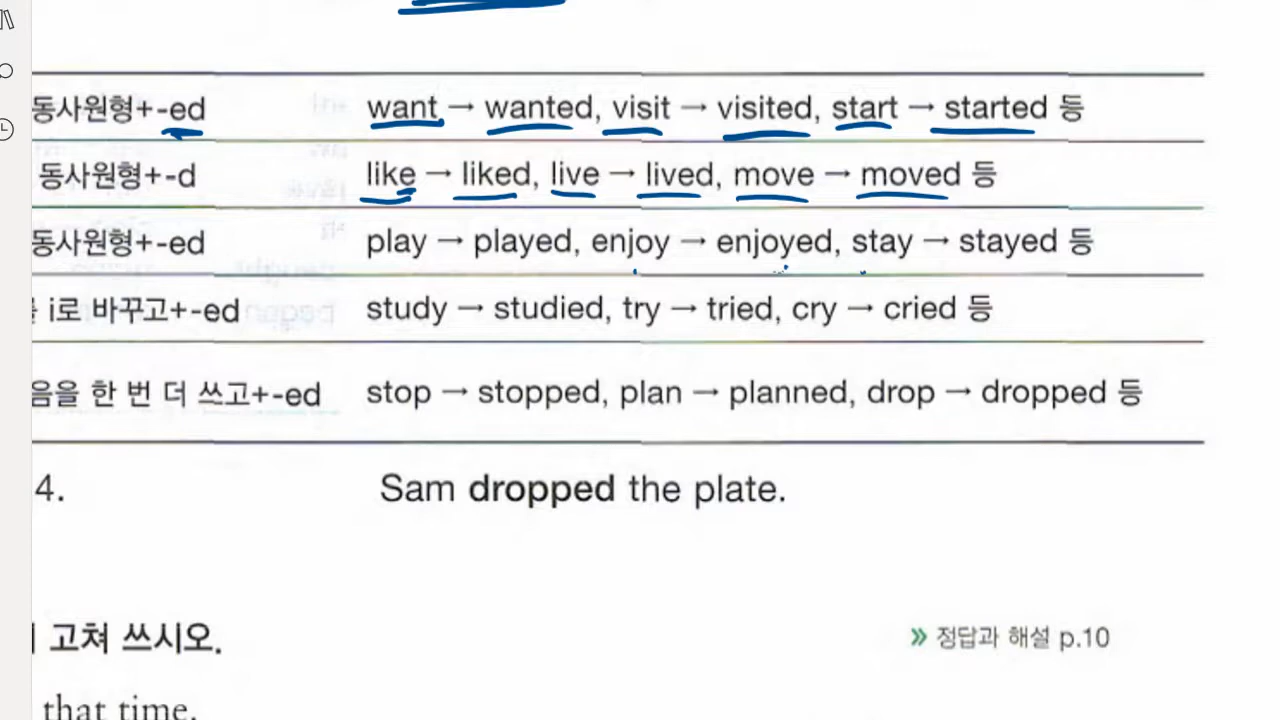 동사원형+-ed want → wanted, visit → visited, start → started 등
동사원형+-d like → liked, live → lived, move → moved 등
동사원형+-ed play → played, enjoy → enjoyed, stay → stayed 등
i로 바꾸고+-ed study → studied, try → tried, cry → cried 등
음을 한 번 더 쓰고+-ed stop → stopped, plan → planned, drop → dropped 등
4. Sam dropped the plate.
고쳐 쓰시오. » 정답과 해설 p.10
that time.